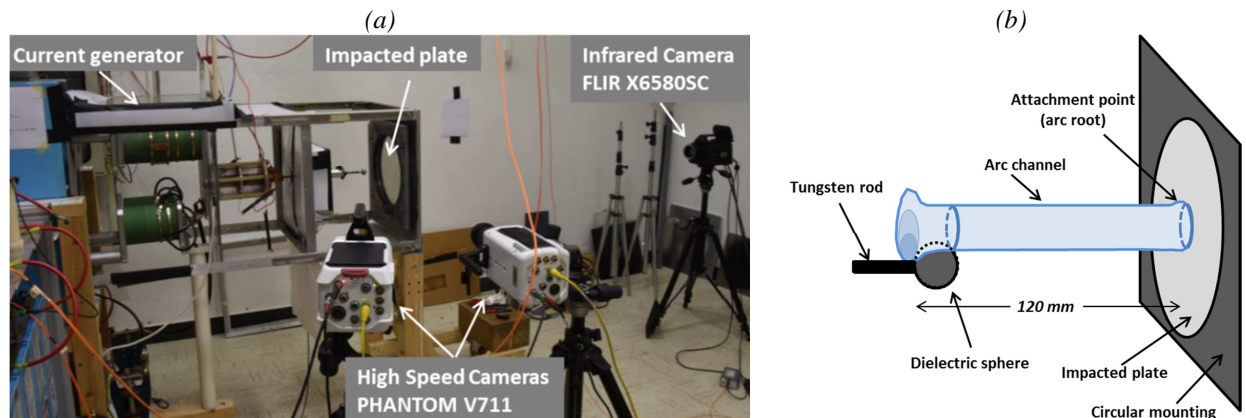 (a)
Current generator
Impacted plate
Infrared Camera
FLIR X6580SC
High Speed Cameras
PHANTOM V711
(b)
Attachment point
(arc root)
Arc channel
Tungsten rod
120 mm
Dielectric sphere
Impacted plate
Circular mounting